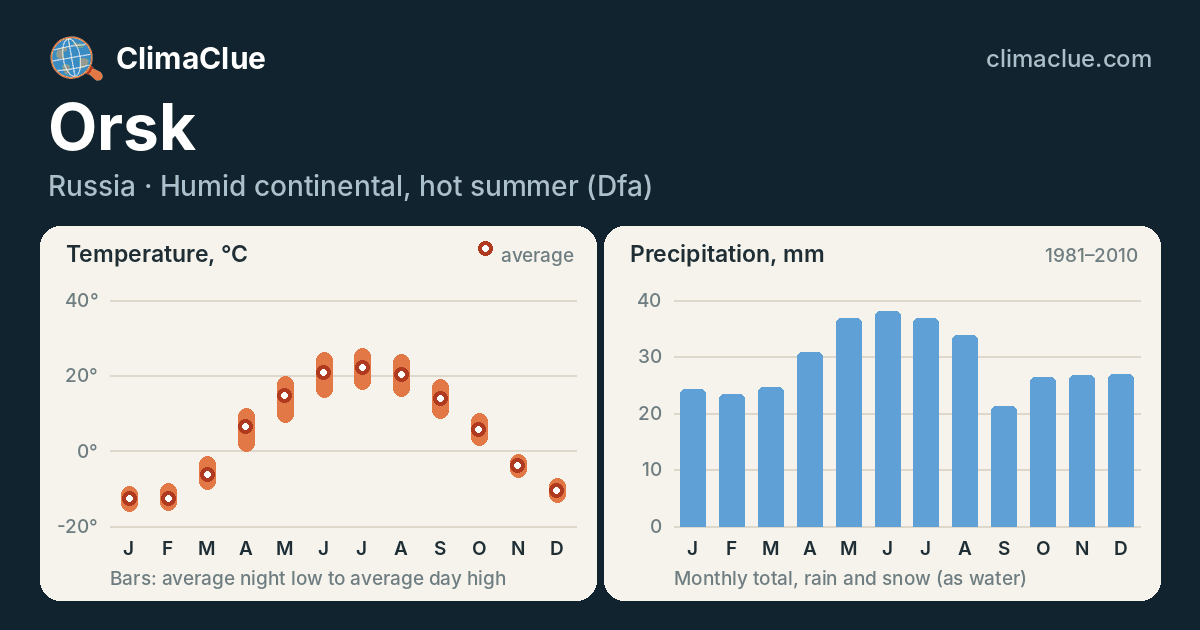 ClimaClue
climaclue.com
Orsk
Russia · Humid continental, hot summer (Dfa)
Temperature, °C
average
40°
20°
0°
-20°
J F M A M J J A S O N D
Bars: average night low to average day high
Precipitation, mm
1981–2010
40
30
20
10
0
J F M A M J J A S O N D
Monthly total, rain and snow (as water)